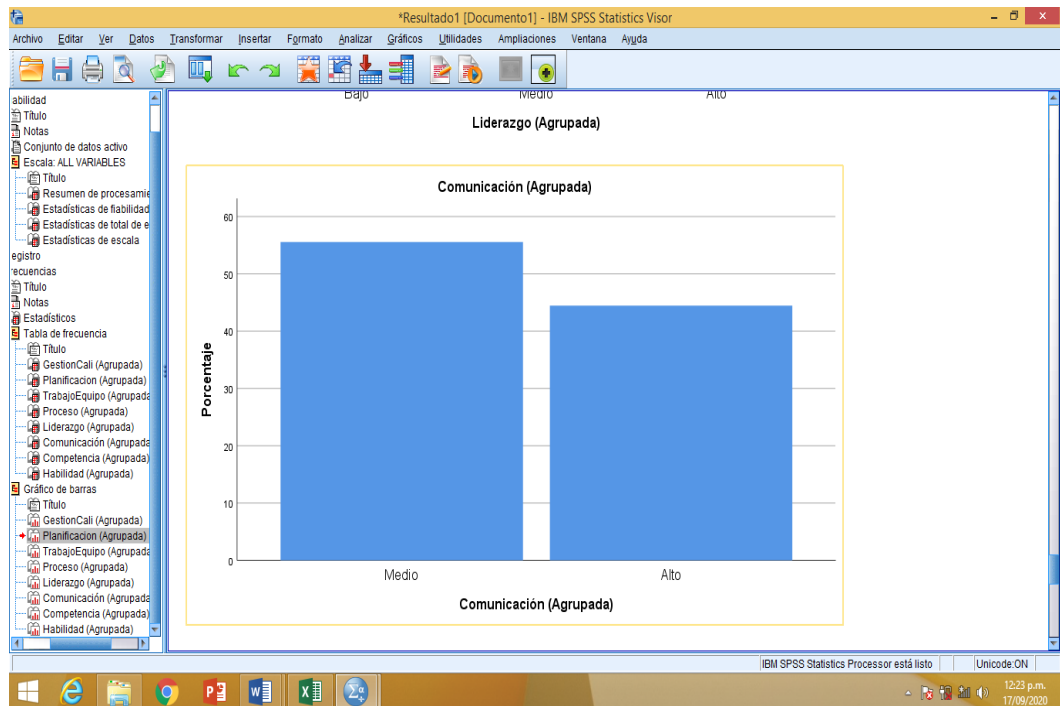 *Resultado1 [Documento1] - IBM SPSS Statistics Visor
Archivo Editar Ver Datos Transformar Insertar Formato Analizar Gráficos Utilidades Ampliaciones Ventana Ayuda
abilidad
Título
Notas
Conjunto de datos activo
Escala: ALL VARIABLES
Título
Resumen de procesamie
Estadísticas de fiabilidad
Estadísticas de total de e
Estadísticas de escala
egistro
ecuencias
Título
Notas
Estadísticos
Tabla de frecuencia
Título
GestionCali (Agrupada)
Planificacion (Agrupada)
TrabajoEquipo (Agrupada
Proceso (Agrupada)
Liderazgo (Agrupada)
Comunicación (Agrupada
Competencia (Agrupada)
Habilidad (Agrupada)
Gráfico de barras
Título
GestionCali (Agrupada)
Planificacion (Agrupada)
TrabajoEquipo (Agrupada
Proceso (Agrupada)
Liderazgo (Agrupada)
Comunicación (Agrupada
Competencia (Agrupada)
Habilidad (Agrupada)
Bajo Medio Alto
Liderazgo (Agrupada)
Comunicación (Agrupada)
Porcentaje
60
50
40
30
20
10
0
Medio Alto
Comunicación (Agrupada)
IBM SPSS Statistics Processor está listo Unicode:ON
12:23 p.m.
17/09/2020